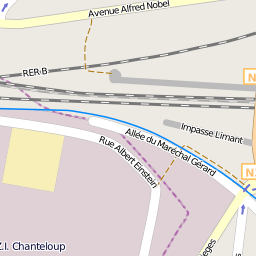 Avenue Alfred Nobel
RER B
N
Impasse Limant
Allée du Maréchal Gérard
Rue Albert Einstein
N
Z.I. Chanteloup